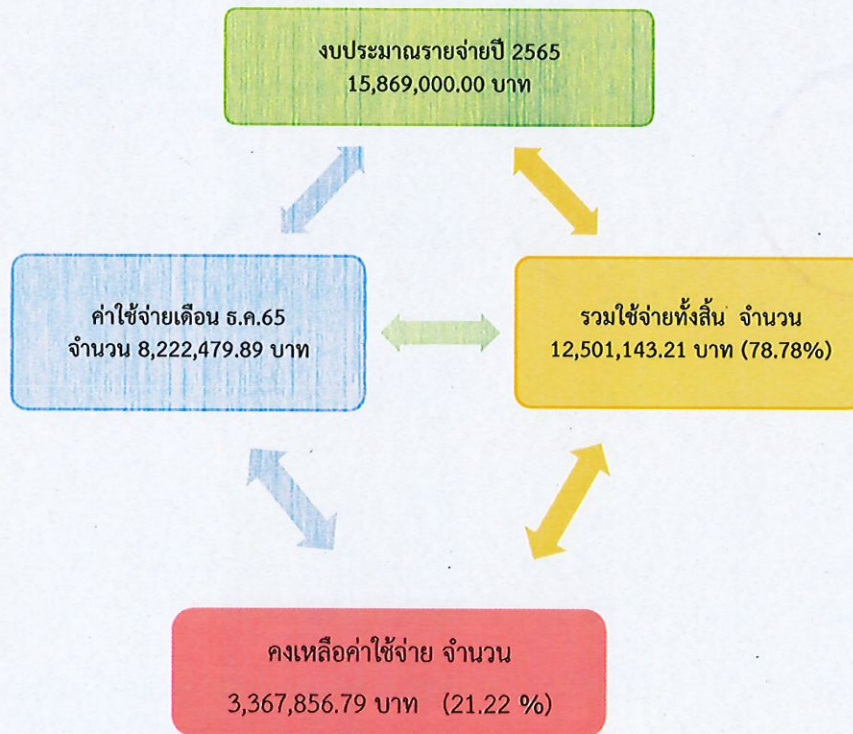 งบประมาณรายจ่ายปี 2565
15,869,000.00 บาท
ค่าใช้จ่ายเดือน ธ.ค.65
จำนวน 8,222,479.89 บาท
รวมใช้จ่ายทั้งสิ้น จำนวน
12,501,143.21 บาท (78.78%)
คงเหลือค่าใช้จ่าย จำนวน
3,367,856.79 บาท (21.22 %)